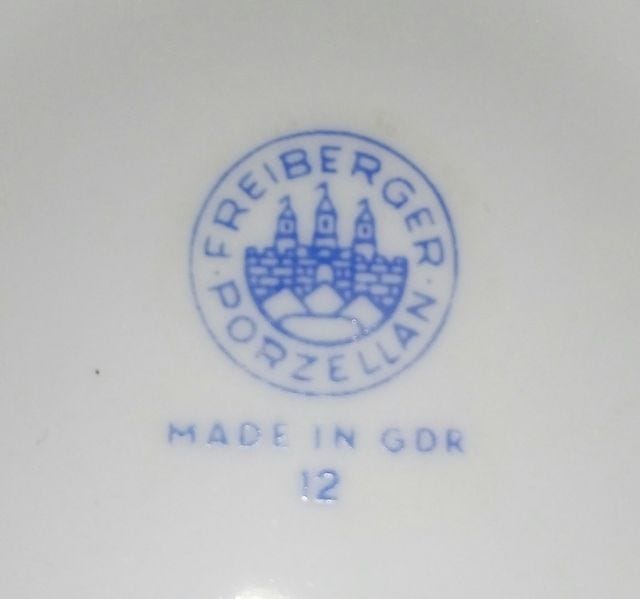 FREIBERGER
PORZELLAN
MADE IN GDR
12